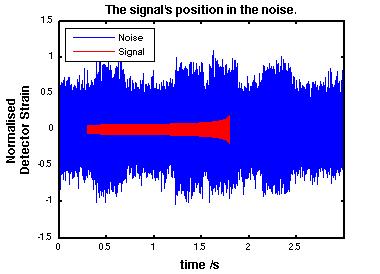 The signal's position in the noise.
Noise
Signal
1.5
1
0.5
0
-0.5
-1
-1.5
Normalised
Detector Strain
0
0.5
1
1.5
2
2.5
time /s